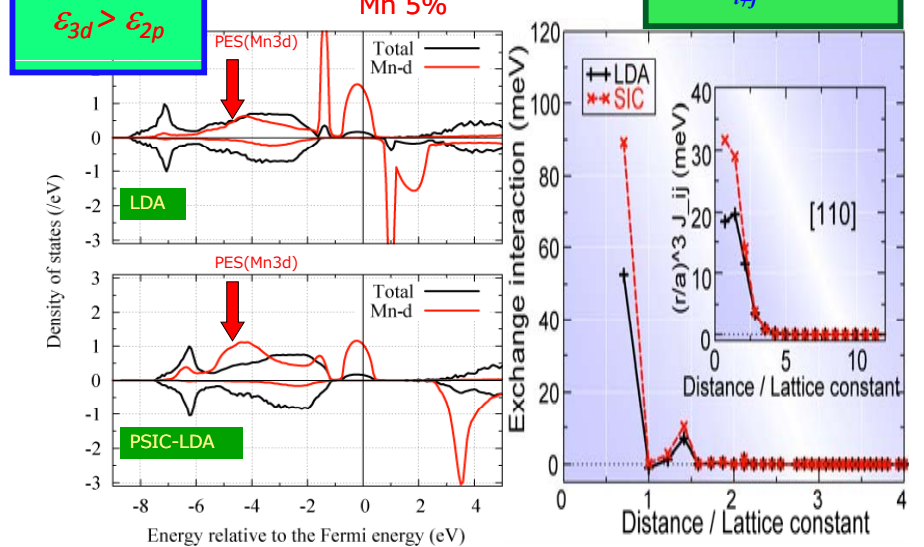 ε3d > ε2p
Mn 5%
PES(Mn3d)
Total
Mn-d
1
0
-1
-2
-3
LDA
PES(Mn3d)
3
2
1
0
-1
-2
-3
Total
Mn-d
PSIC-LDA
Density of states (/eV)
-8 -6 -4 -2 0 2 4
Energy relative to the Fermi energy (eV)
Exchange interaction (meV)
120
100
80
60
40
20
0
LDA
SIC
(r/a)^3 J_ij (meV)
40
30
20
10
0
[110]
0 5 10
Distance / Lattice constant
0 1 2 3 4
Distance / Lattice constant